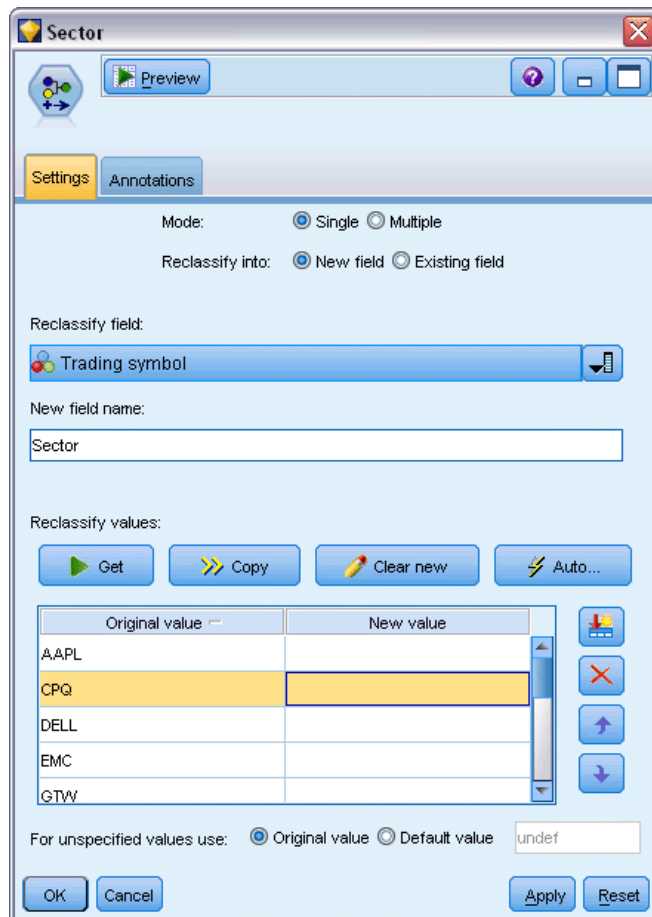 Sector
Preview
Settings Annotations
Mode: Single Multiple
Reclassify into: New field Existing field
Reclassify field:
Trading symbol
New field name:
Sector
Reclassify values:
Get Copy Clear new Auto...
Original value New value
AAPL
CPQ
DELL
EMC
GTW
For unspecified values use: Original value Default value undef
OK Cancel Apply Reset